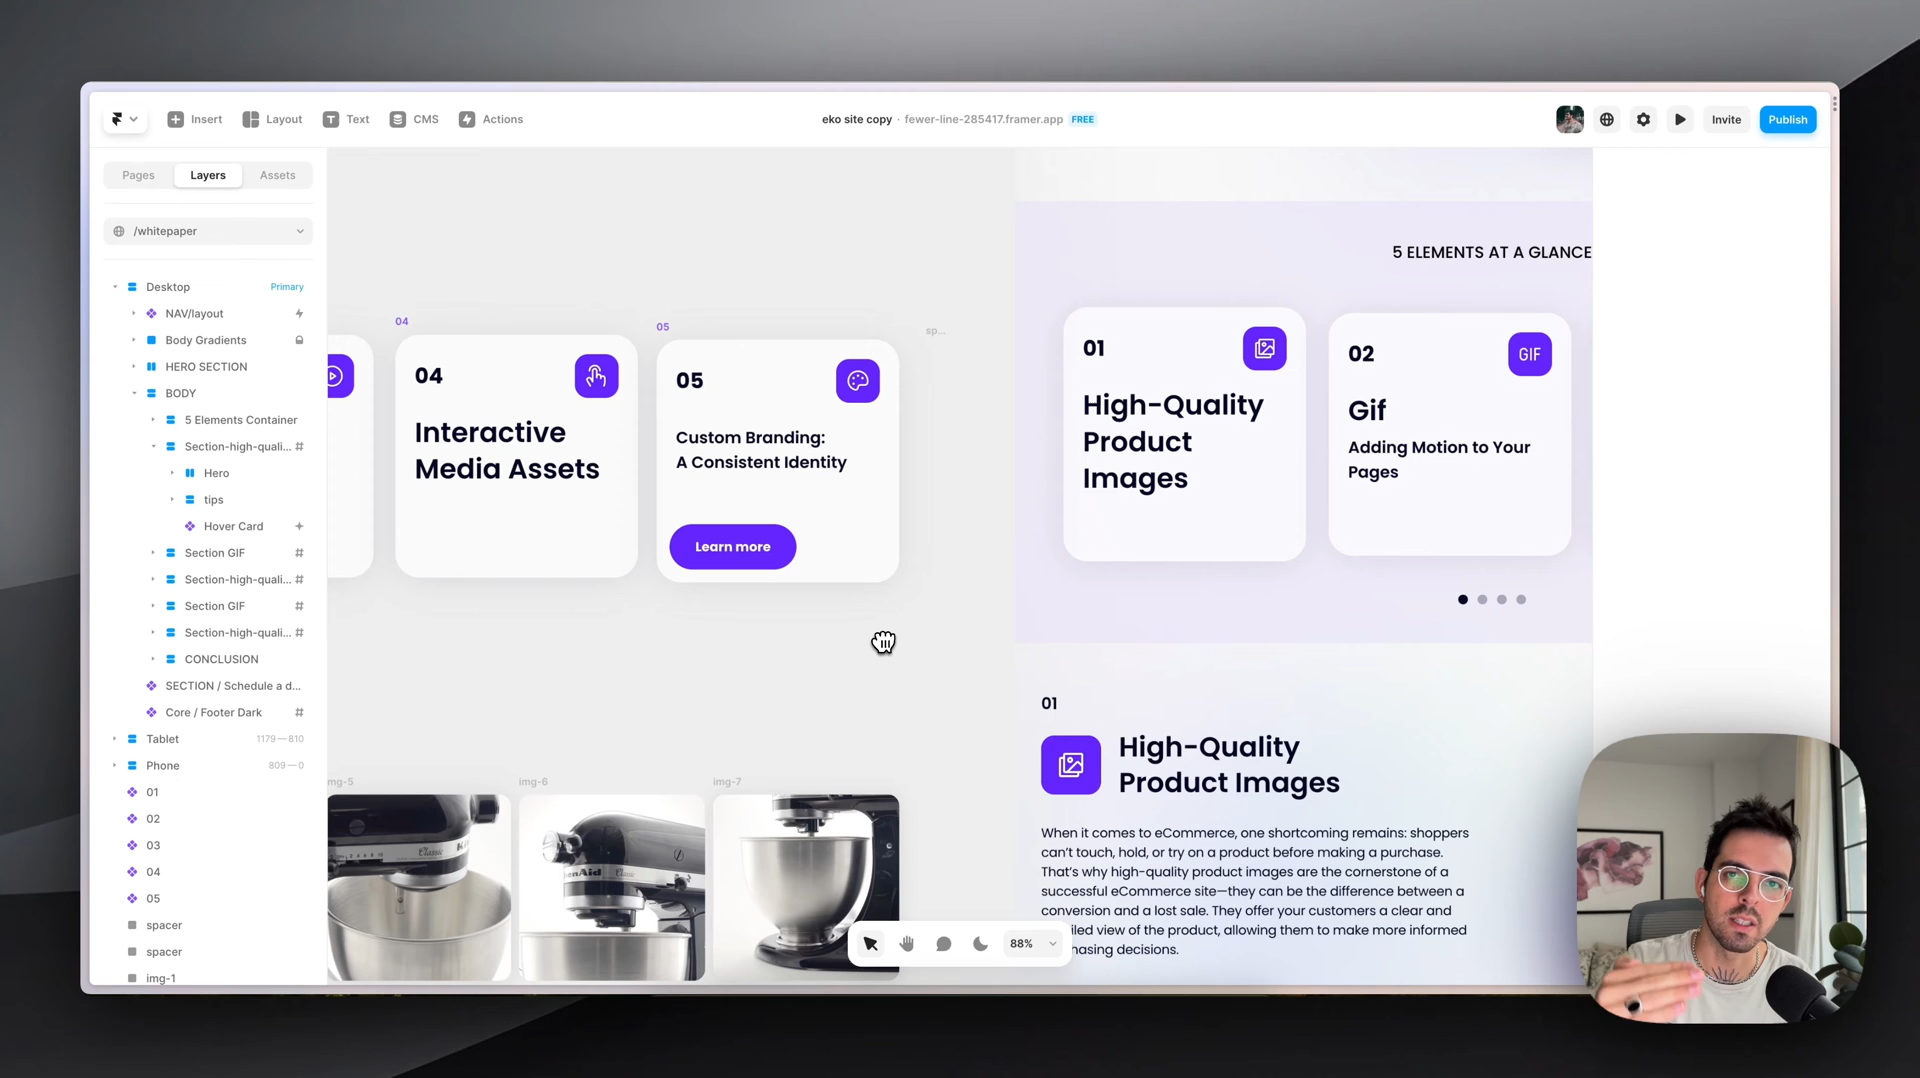 Insert
Layout
Text
CMS
Actions
eko site copy · fewer-line-285417.framer.app FREE
Invite
Publish
Pages
Layers
Assets
/whitepaper
Desktop
Primary
NAV/layout
Body Gradients
HERO SECTION
BODY
5 Elements Container
Section-high-quali...
Hero
tips
Hover Card
Section GIF
Section-high-quali...
Section GIF
Section-high-quali...
CONCLUSION
SECTION / Schedule a d...
Core / Footer Dark
Tablet
1179—810
Phone
809—0
01
02
03
04
05
spacer
spacer
img-1
04
04
Interactive
Media Assets
05
05
Custom Branding:
A Consistent Identity
Learn more
sp...
5 ELEMENTS AT A GLANCE
01
High-Quality
Product
Images
02
GIF
Gif
Adding Motion to Your
Pages
mg-5
img-6
img-7
Classic
Classic
01
High-Quality
Product Images
When it comes to eCommerce, one shortcoming remains: shoppers
can't touch, hold, or try on a product before making a purchase.
That's why high-quality product images are the cornerstone of a
successful eCommerce site—they can be the difference between a
conversion and a lost sale. They offer your customers a clear and
iled view of the product, allowing them to make more informed
hasing decisions.
88%